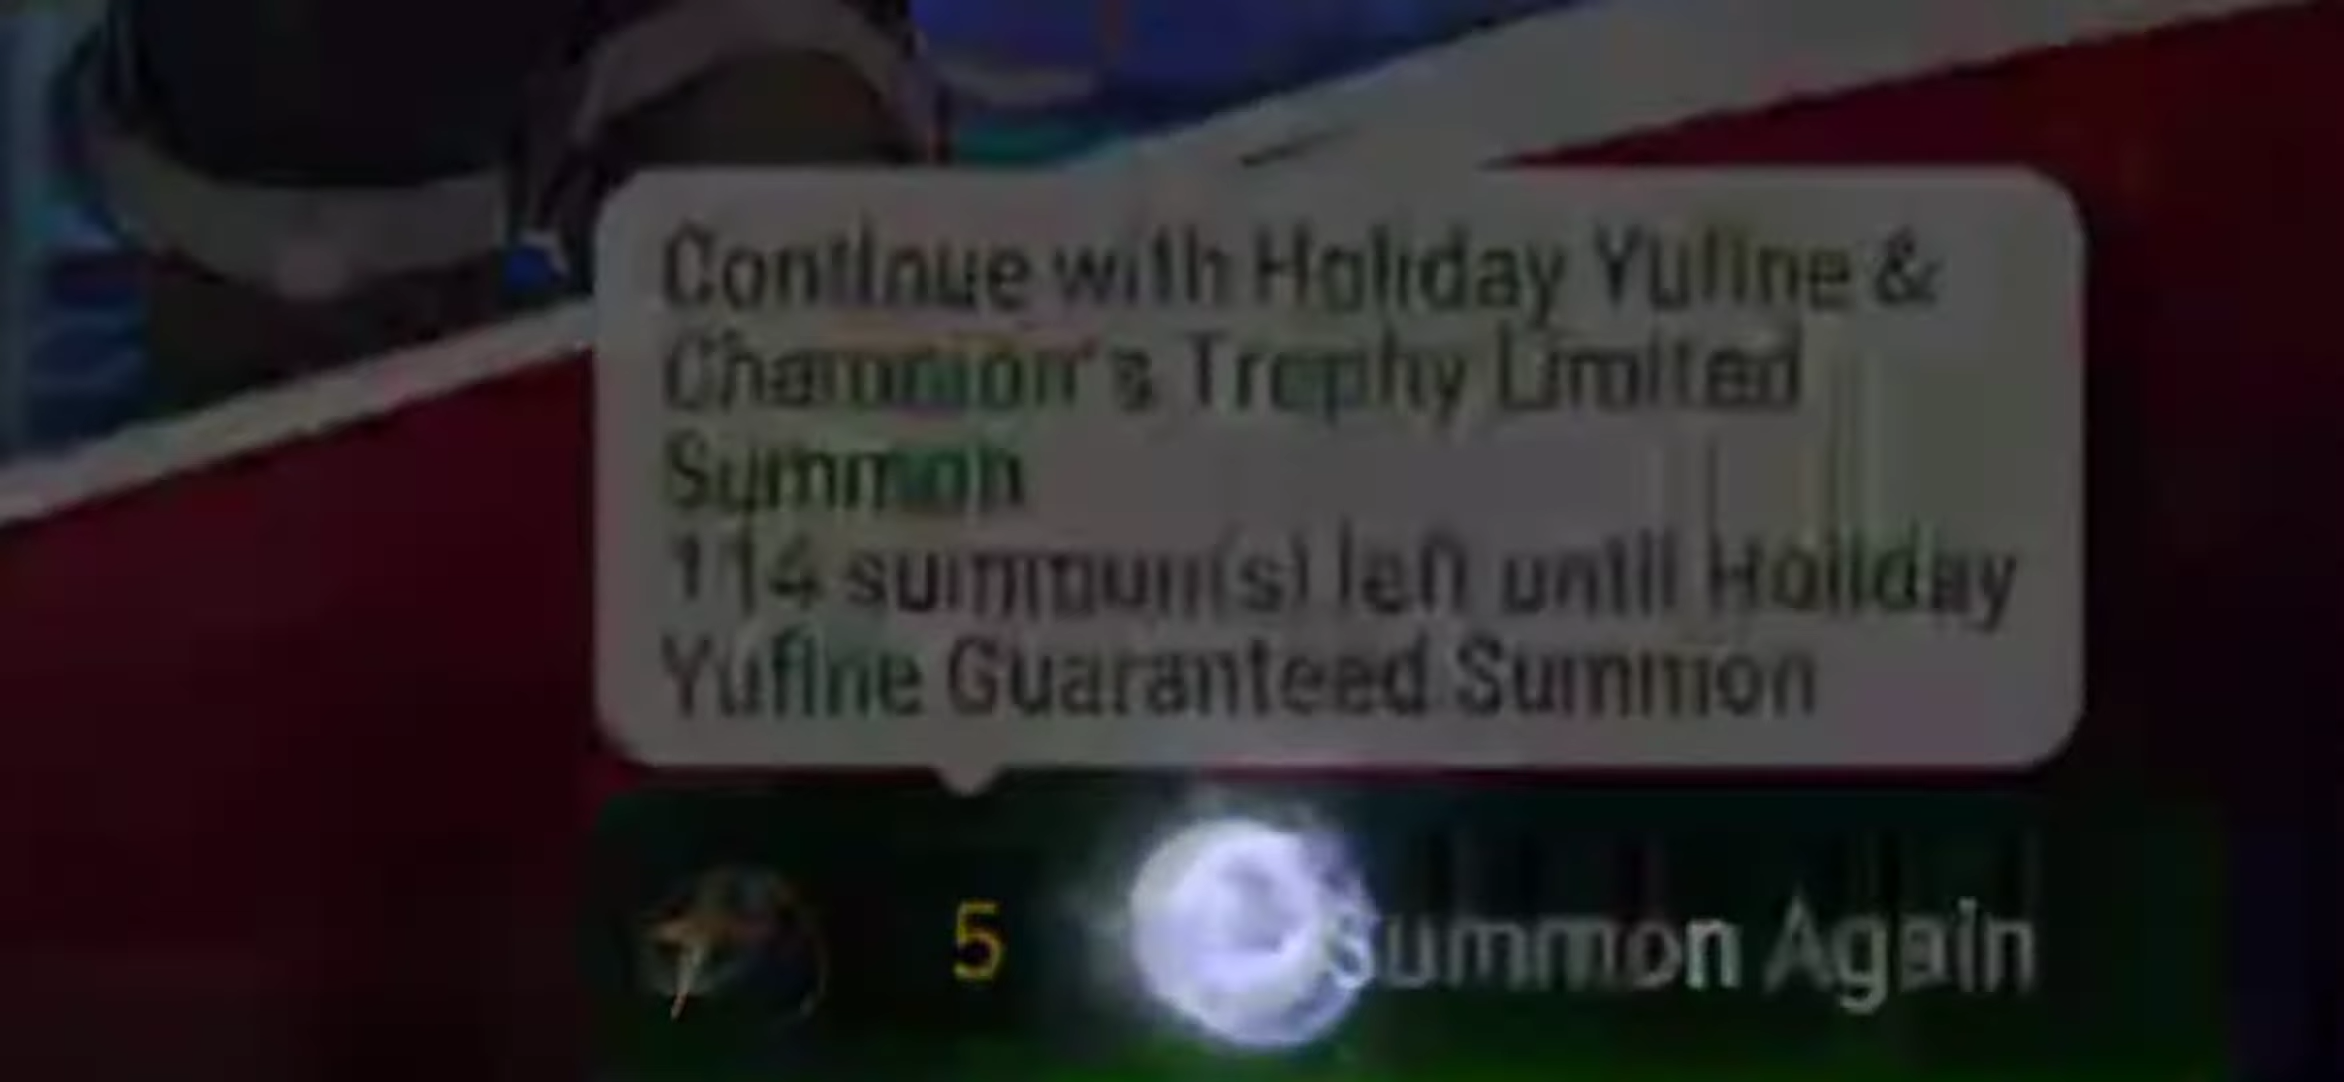 Continue with Holiday Yufine &
Champion's Trophy Limited
Summon
114 summon(s) left until Holiday
Yufine Guaranteed Summon
5 Summon Again